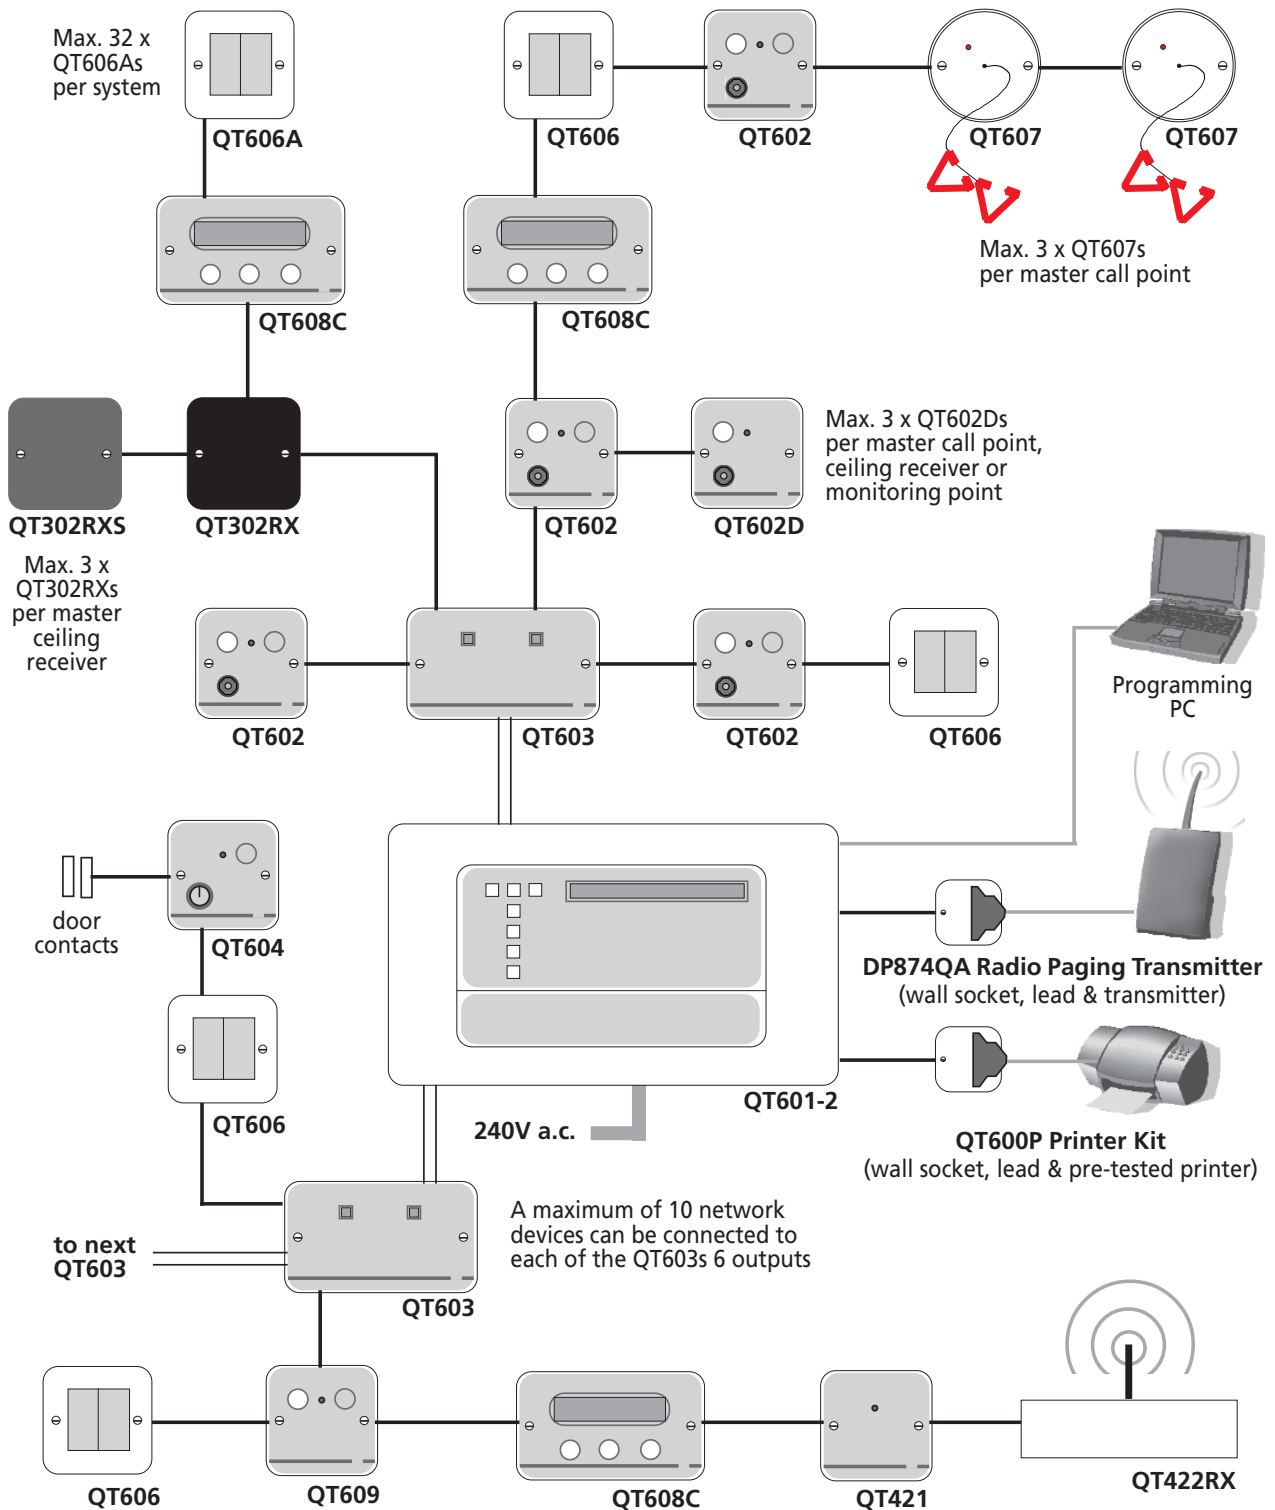 Max. 32 x
QT606As
per system
QT606A
QT606
QT602
QT607
QT607
Max. 3 x QT607s
per master call point
QT608C
QT608C
Max. 3 x QT602Ds
per master call point,
ceiling receiver or
monitoring point
QT302RXS
QT302RX
QT602
QT602D
Max. 3 x
QT302RXs
per master
ceiling
receiver
Programming
PC
QT602
QT603
QT602
QT606
door
contacts
QT604
DP874QA Radio Paging Transmitter
(wall socket, lead & transmitter)
QT606
QT601-2
240V a.c.
QT600P Printer Kit
(wall socket, lead & pre-tested printer)
A maximum of 10 network
devices can be connected to
each of the QT603s 6 outputs
to next
QT603
QT603
QT606
QT609
QT608C
QT421
QT422RX